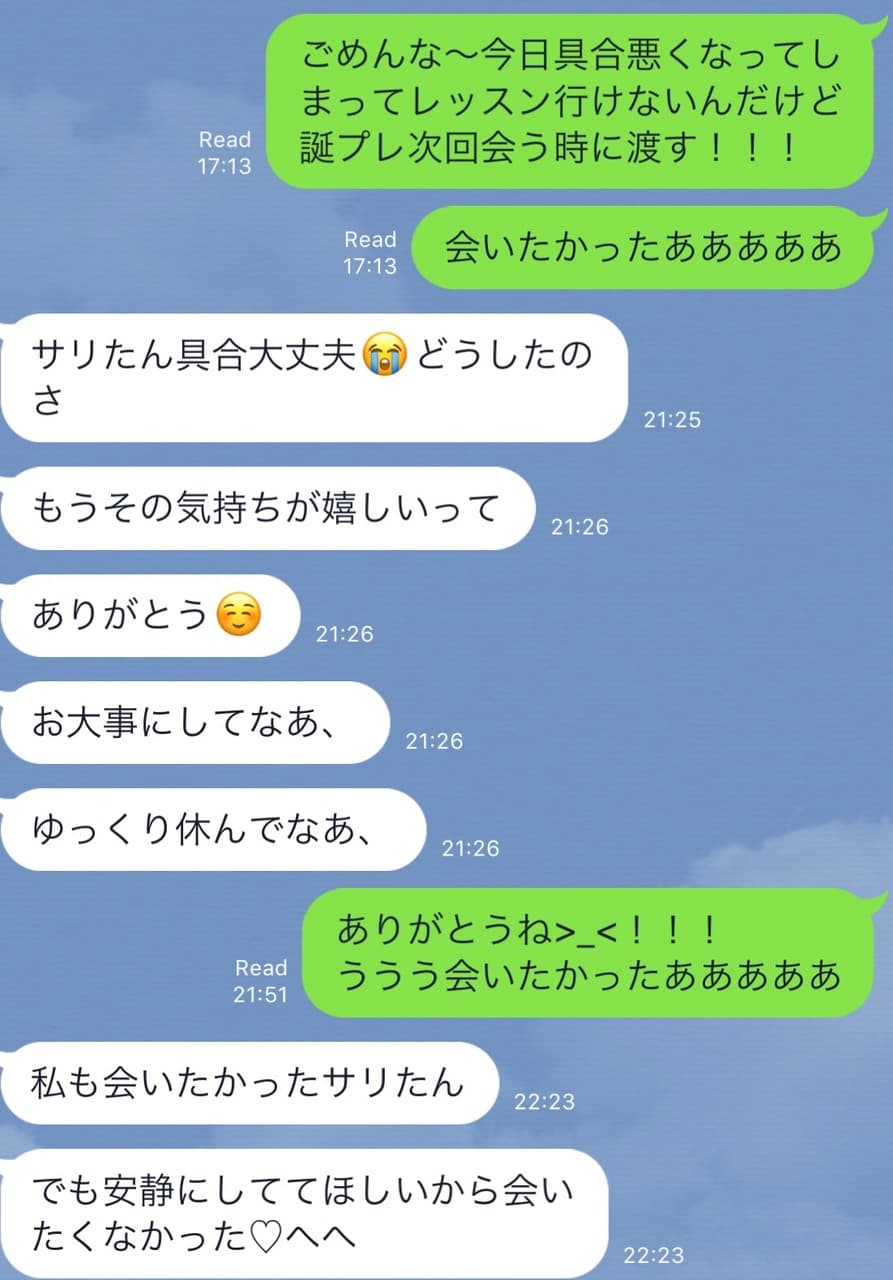 ごめんな〜今日具合悪くなってし
まってレッスン行けないんだけど
誕プレ次回会う時に渡す！！！
Read
17:13
会いたかったあああああ
Read
17:13
サリたん具合大丈夫😭どうしたの
さ
21:25
もうその気持ちが嬉しいって
21:26
ありがとう☺️
21:26
お大事にしてなあ、
21:26
ゆっくり休んでなあ、
21:26
ありがとうね>_<！！！
ううう会いたかったあああああ
Read
21:51
私も会いたかったサリたん
22:23
でも安静にしててほしいから会い
たくなかった♡へへ
22:23